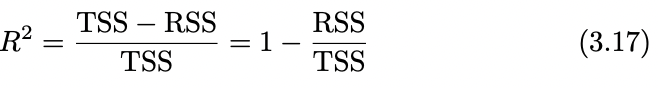 R² = (TSS − RSS) / TSS = 1 − RSS / TSS (3.17)